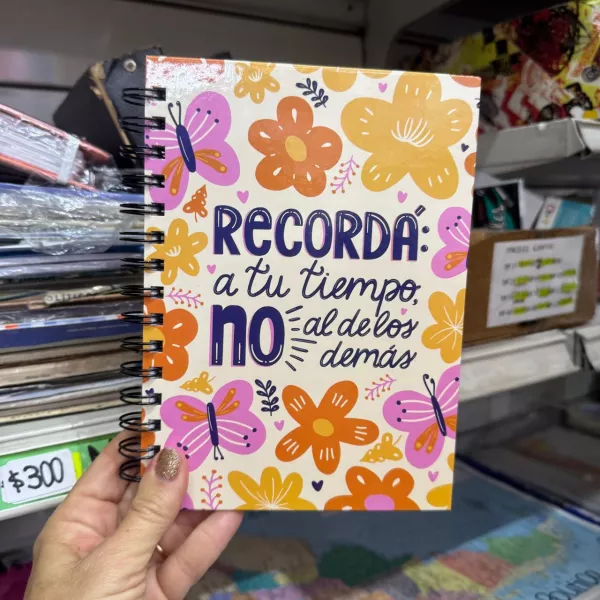 RECORDÁ:
a tu tiempo,
NO al de los
demás
$300